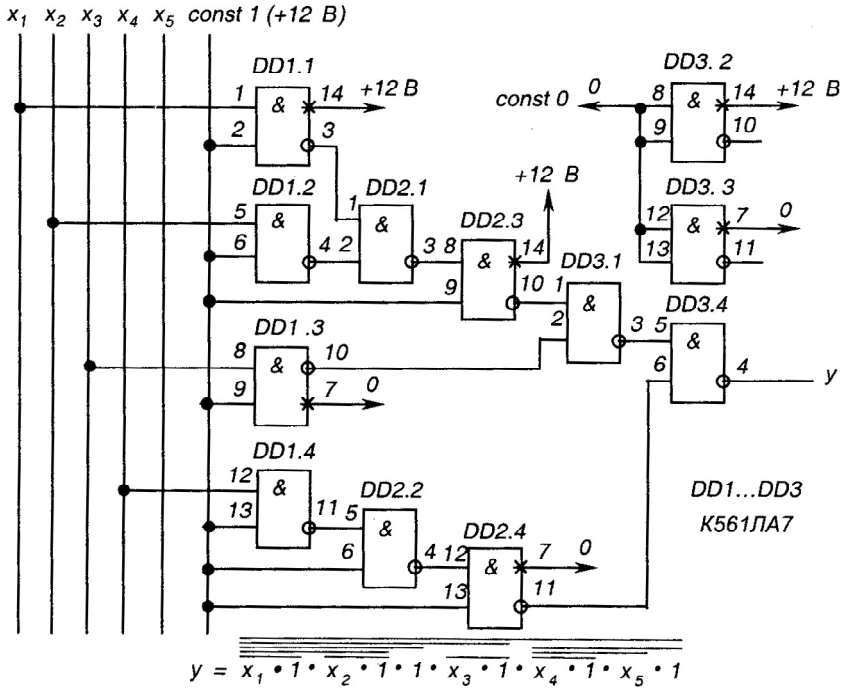 x1 x2 x3 x4 x5 const 1 (+12 В)
DD1.1
1 & 14 +12 В
2 3
DD3.2
const 0 0 8 & 14 +12 В
9 10
DD1.2
5 &
6 4
DD2.1
1 &
2 3
DD2.3
+12 В
8 & 14
9 10
DD3.3
12 & 7 0
13 11
DD3.1
1 &
2 3
DD1.3
8 & 10
9 7 0
DD3.4
5 &
6 4 y
DD1.4
12 &
13 11
DD2.2
5 &
6 4
DD2.4
12 & 7 0
13 11
DD1...DD3
К561ЛА7
y = x1 • 1 • x2 • 1 • 1 • x3 • 1 • x4 • 1 • x5 • 1